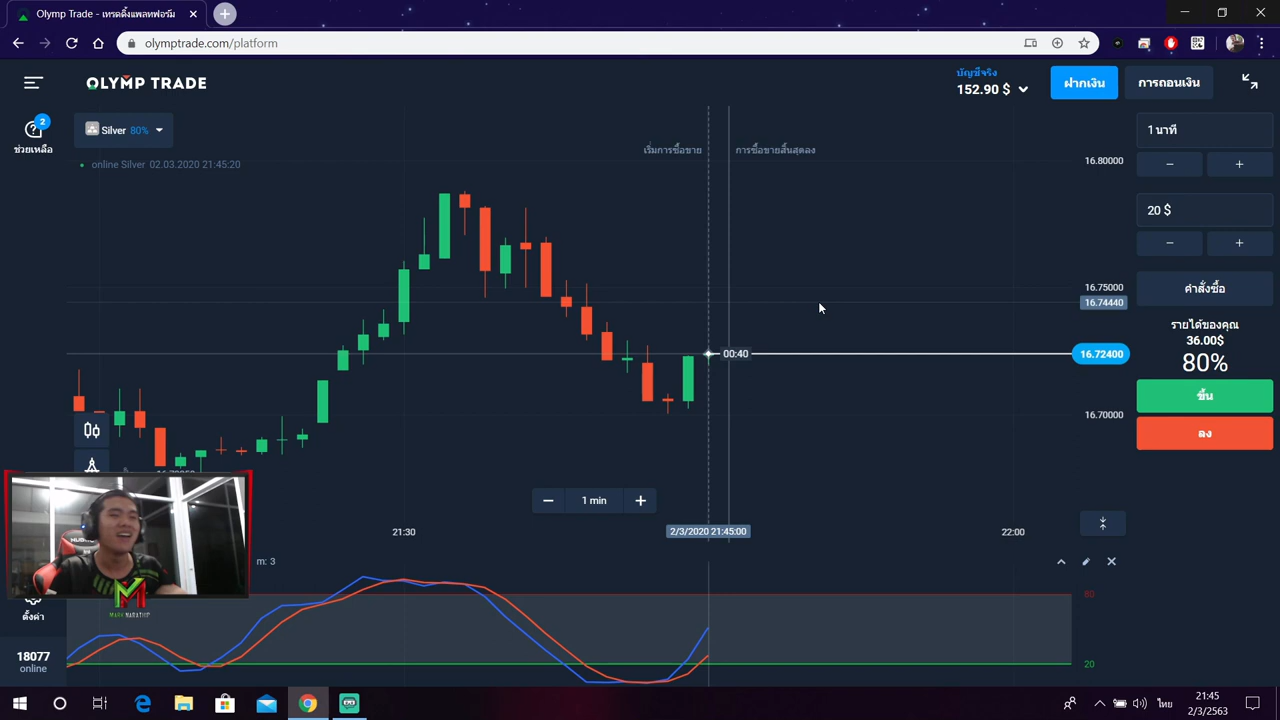 Olymp Trade - เทรดดิ้งแพลทฟอร์ม
olymptrade.com/platform
OLYMP TRADE
บัญชีจริง
152.90 $
ฝากเงิน
การถอนเงิน
2
ช่วยเหลือ
Silver 80%
online Silver 02.03.2020 21:45:20
เริ่มการซื้อขาย
การซื้อขายสิ้นสุดลง
1 นาที
16.80000
20 $
16.75000
16.74440
คำสั่งซื้อ
รายได้ของคุณ
36.00$
80%
00:40
16.72400
ขึ้น
16.70000
ลง
1 min
21:30
2/3/2020 21:45:00
22:00
m: 3
M
MARK MARATHIP
ตั้งค่า
18077
online
80
20
ไทย
21:45
2/3/2563